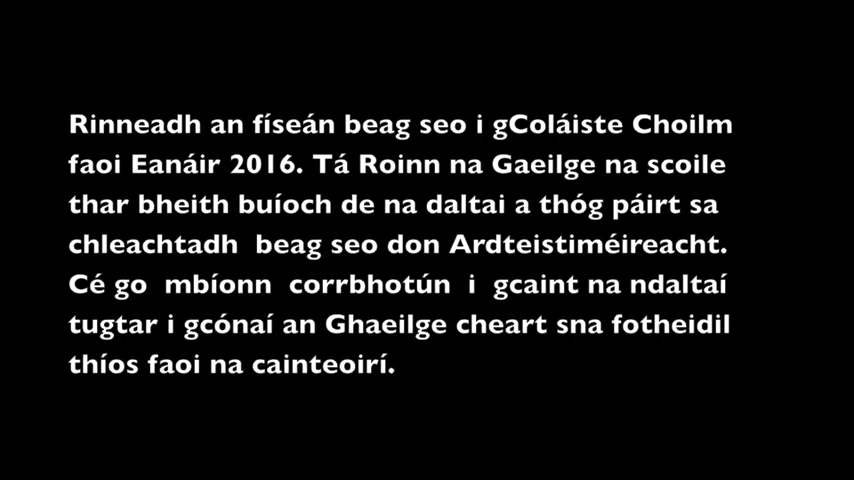 Rinneadh an físeán beag seo i gColáiste Choilm
faoi Eanáir 2016. Tá Roinn na Gaeilge na scoile
thar bheith buíoch de na daltai a thóg páirt sa
chleachtadh beag seo don Ardteistiméireacht.
Cé go mbíonn corrbhotún i gcaint na ndaltaí
tugtar i gcónaí an Ghaeilge cheart sna fotheidil
thíos faoi na cainteoirí.